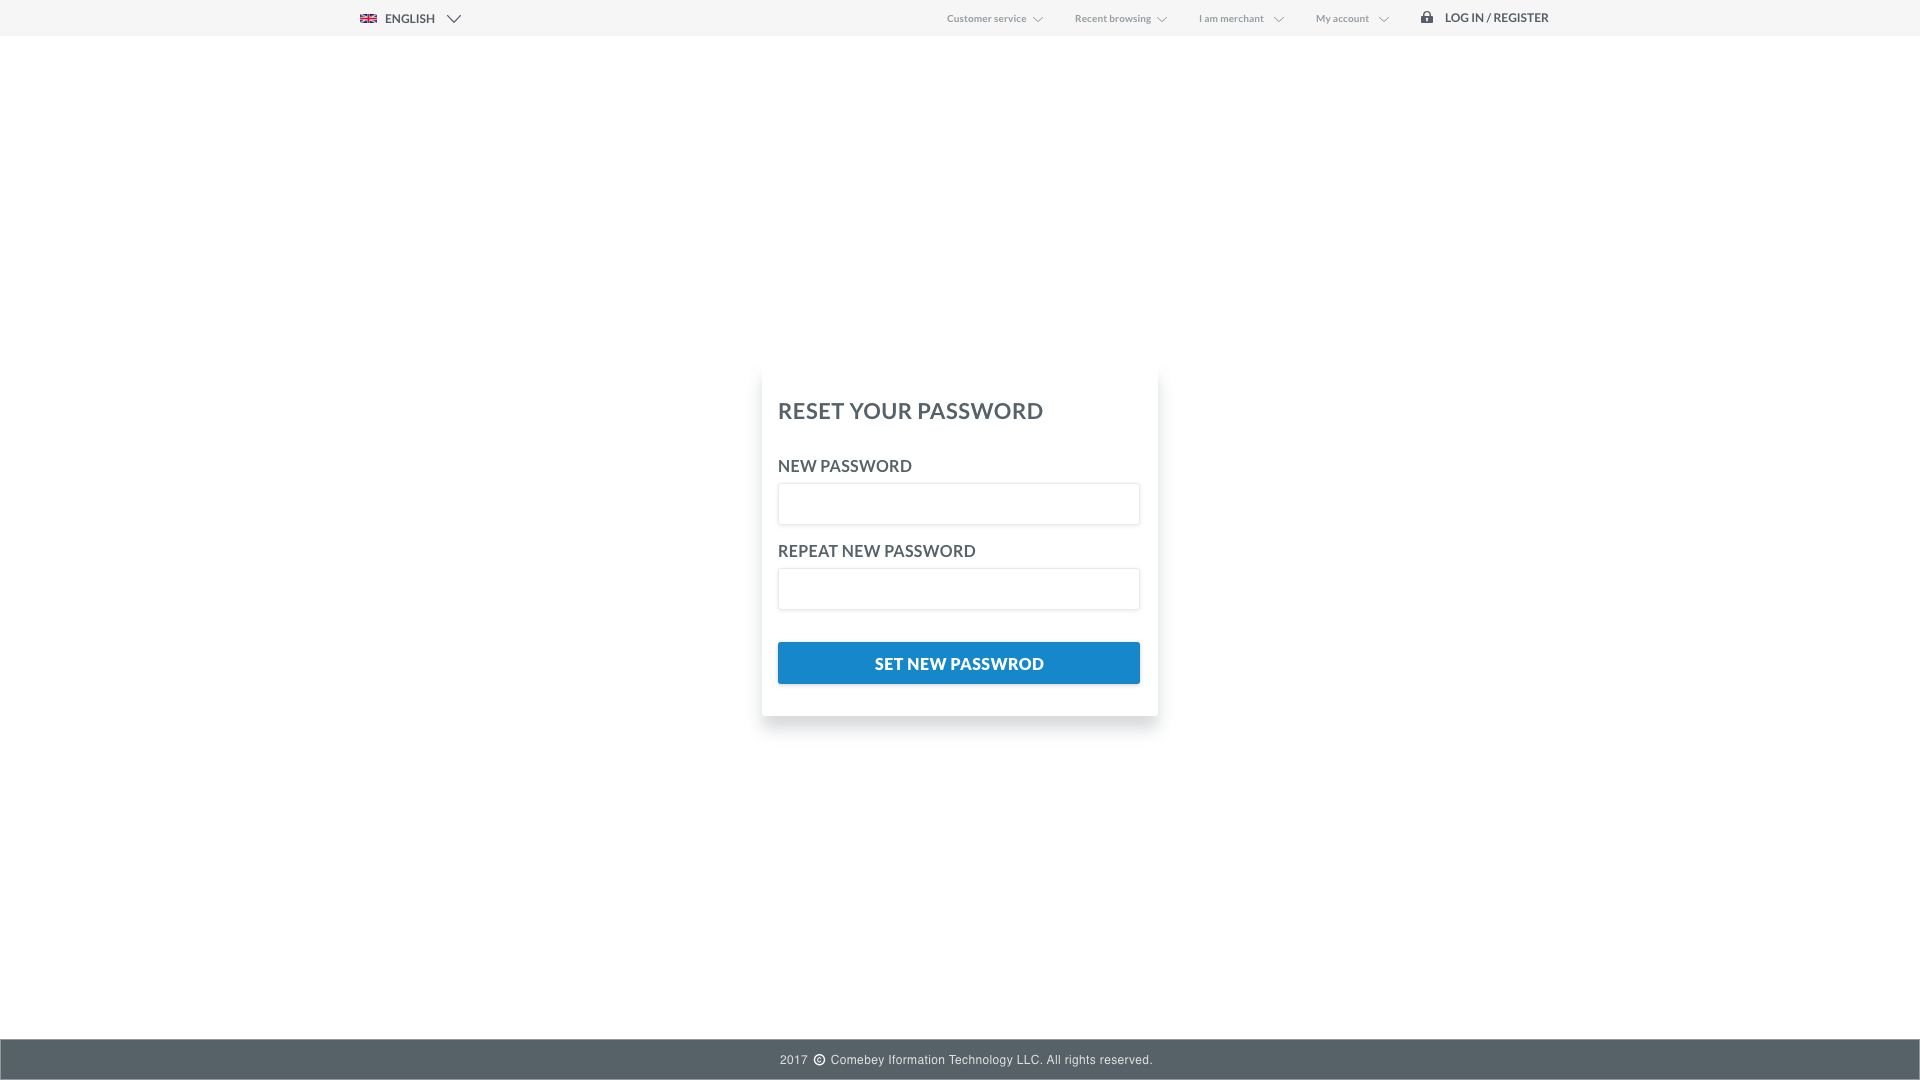 ENGLISH
Customer service
Recent browsing
I am merchant
My account
LOG IN / REGISTER
RESET YOUR PASSWORD
NEW PASSWORD
REPEAT NEW PASSWORD
SET NEW PASSWROD
2017 © Comebey Iformation Technology LLC. All rights reserved.